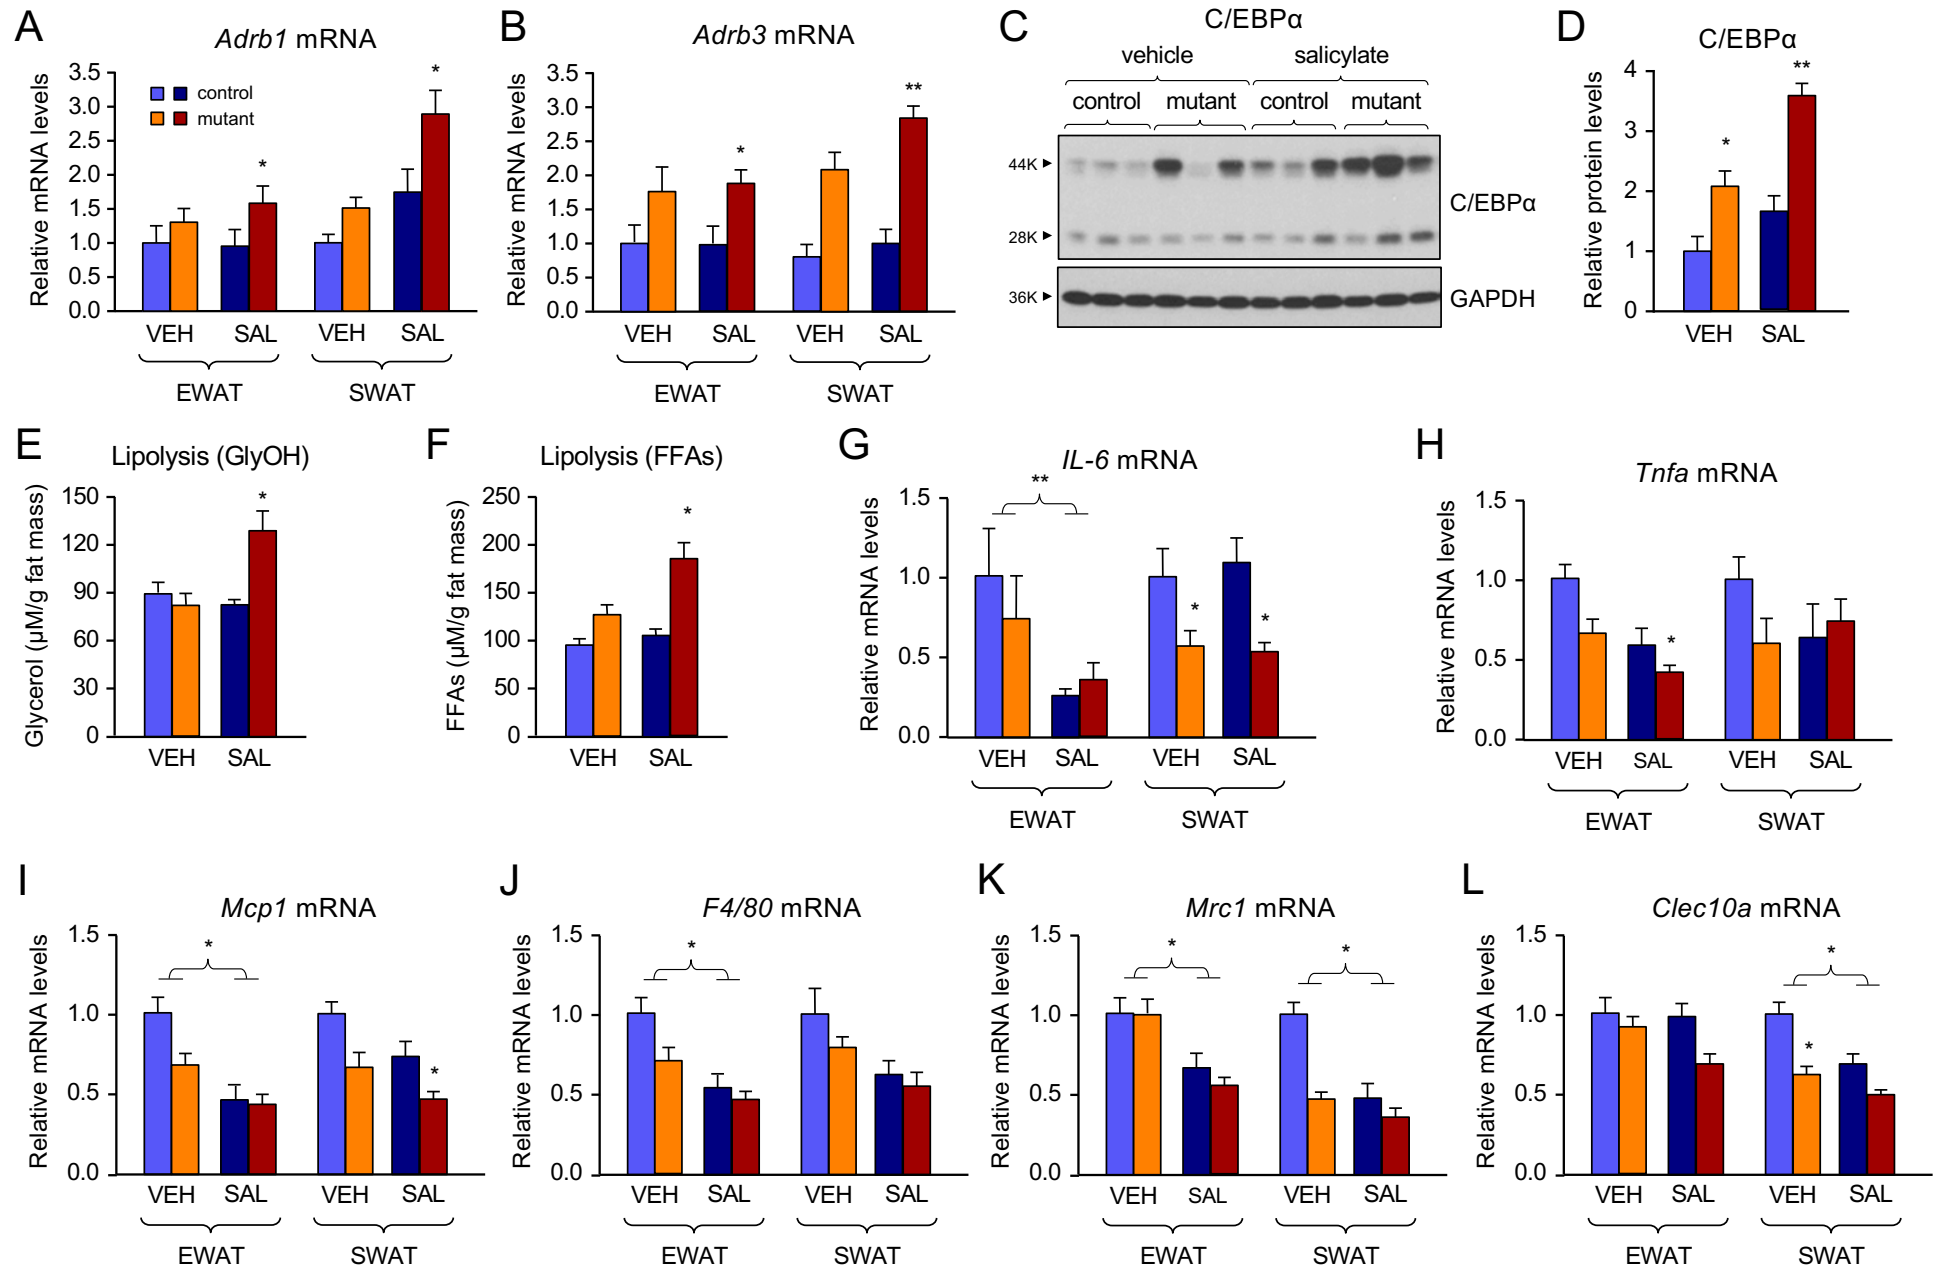 A
Adrb1 mRNA
Relative mRNA levels
3.5
3.0
2.5
2.0
1.5
1.0
0.5
0.0
control
mutant
*
*
VEH SAL VEH SAL
EWAT SWAT
B
Adrb3 mRNA
Relative mRNA levels
3.5
3.0
2.5
2.0
1.5
1.0
0.5
0.0
*
**
VEH SAL VEH SAL
EWAT SWAT
C
C/EBPα
vehicle salicylate
control mutant control mutant
44K
28K
36K
C/EBPα
GAPDH
D
C/EBPα
Relative protein levels
4
3
2
1
0
*
**
VEH SAL
E
Lipolysis (GlyOH)
Glycerol (μM/g fat mass)
150
120
90
60
30
0
*
VEH SAL
F
Lipolysis (FFAs)
FFAs (μM/g fat mass)
250
200
150
100
50
0
*
VEH SAL
G
IL-6 mRNA
Relative mRNA levels
1.5
1.0
0.5
0.0
**
*
*
VEH SAL VEH SAL
EWAT SWAT
H
Tnfa mRNA
Relative mRNA levels
1.5
1.0
0.5
0.0
*
VEH SAL VEH SAL
EWAT SWAT
I
Mcp1 mRNA
Relative mRNA levels
1.5
1.0
0.5
0.0
*
*
VEH SAL VEH SAL
EWAT SWAT
J
F4/80 mRNA
Relative mRNA levels
1.5
1.0
0.5
0.0
*
VEH SAL VEH SAL
EWAT SWAT
K
Mrc1 mRNA
Relative mRNA levels
1.5
1.0
0.5
0.0
*
*
VEH SAL VEH SAL
EWAT SWAT
L
Clec10a mRNA
Relative mRNA levels
1.5
1.0
0.5
0.0
*
*
VEH SAL VEH SAL
EWAT SWAT